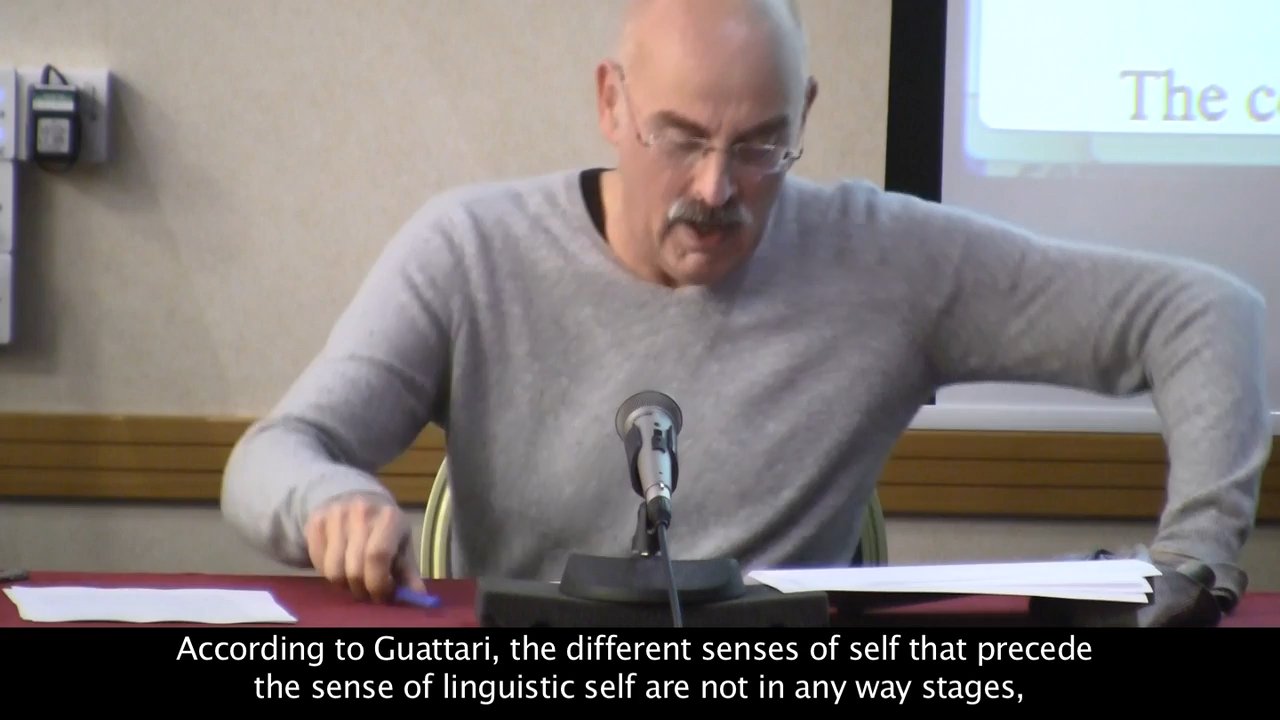 The c
According to Guattari, the different senses of self that precede
the sense of linguistic self are not in any way stages,